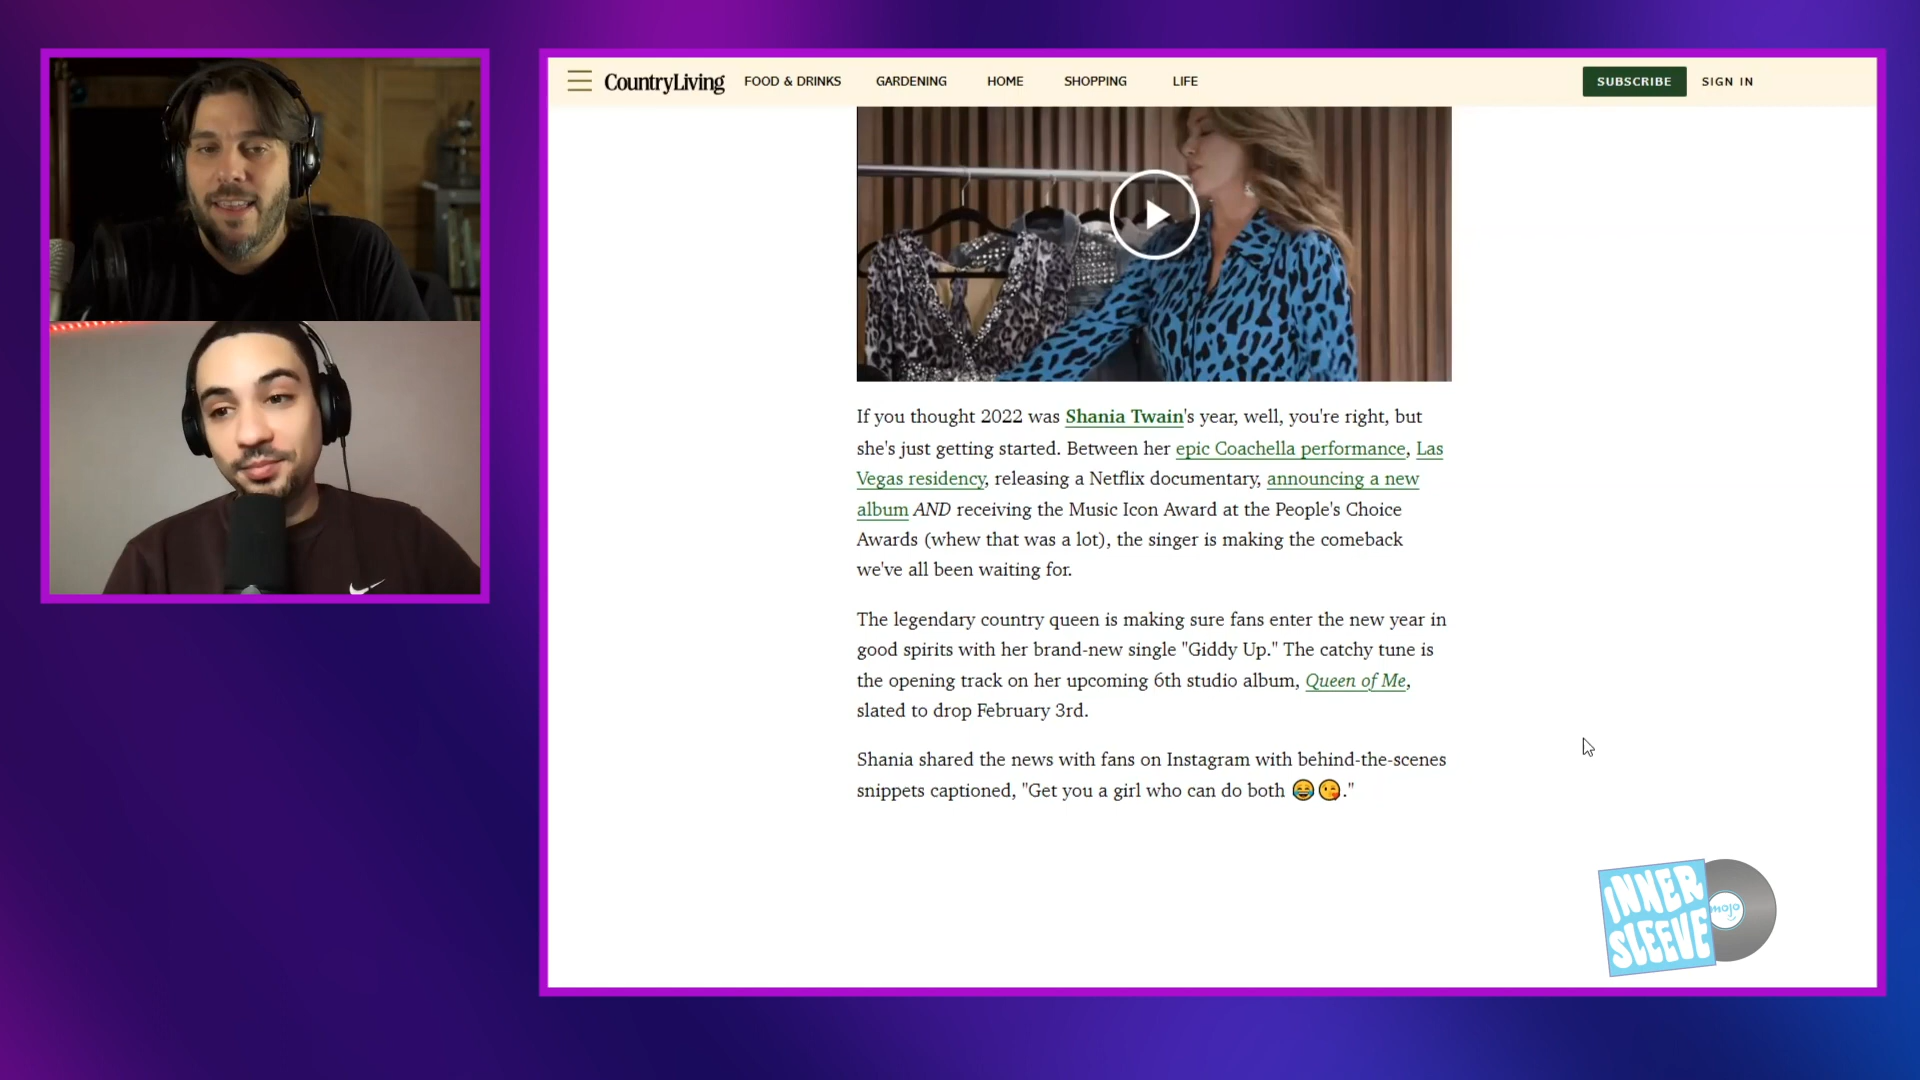 CountryLiving FOOD & DRINKS GARDENING HOME SHOPPING LIFE SUBSCRIBE SIGN IN
If you thought 2022 was Shania Twain's year, well, you're right, but
she's just getting started. Between her epic Coachella performance, Las
Vegas residency, releasing a Netflix documentary, announcing a new
album AND receiving the Music Icon Award at the People's Choice
Awards (whew that was a lot), the singer is making the comeback
we've all been waiting for.
The legendary country queen is making sure fans enter the new year in
good spirits with her brand-new single "Giddy Up." The catchy tune is
the opening track on her upcoming 6th studio album, Queen of Me,
slated to drop February 3rd.
Shania shared the news with fans on Instagram with behind-the-scenes
snippets captioned, "Get you a girl who can do both 😂😘."
INNER
SLEEVE
mojo